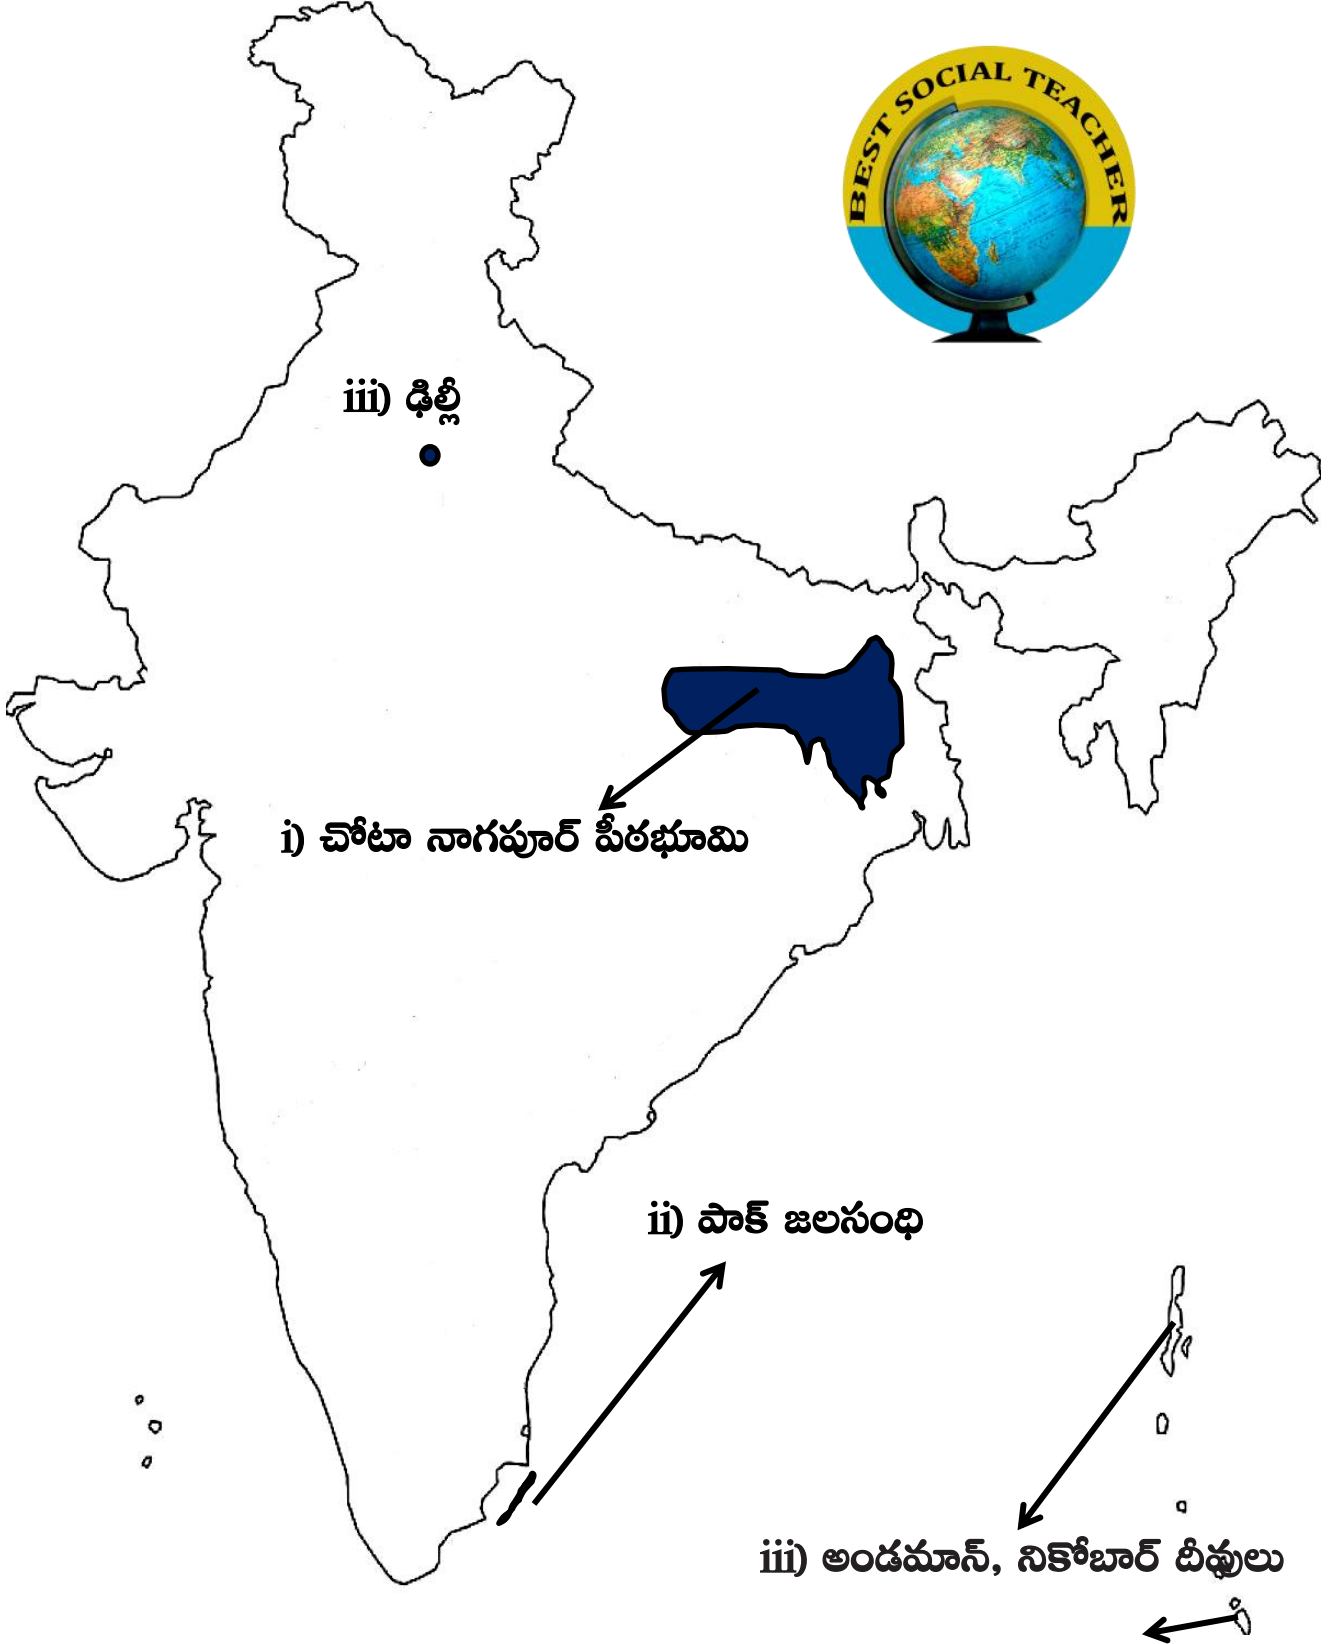 BEST SOCIAL TEACHER
iii) ఢిల్లీ
i) చోటా నాగపూర్ పీఠభూమి
ii) పాక్ జలసంధి
iii) అండమాన్, నికోబార్ దీవులు